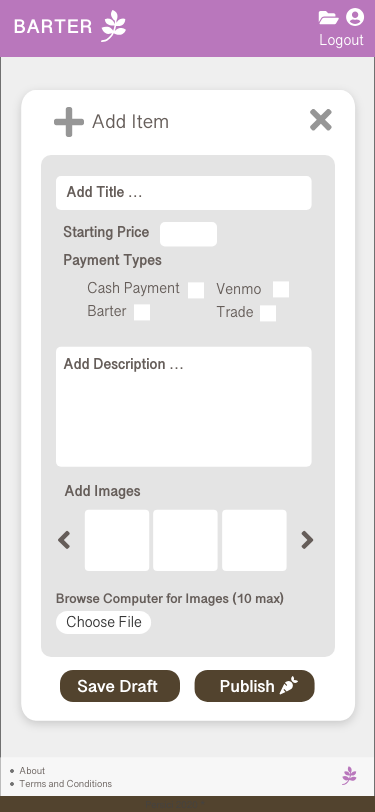 BARTER
Logout
Add Item
Add Title ...
Starting Price
Payment Types
Cash Payment
Venmo
Barter
Trade
Add Description ...
Add Images
Browse Computer for Images (10 max)
Choose File
Save Draft
Publish
About
Terms and Conditions